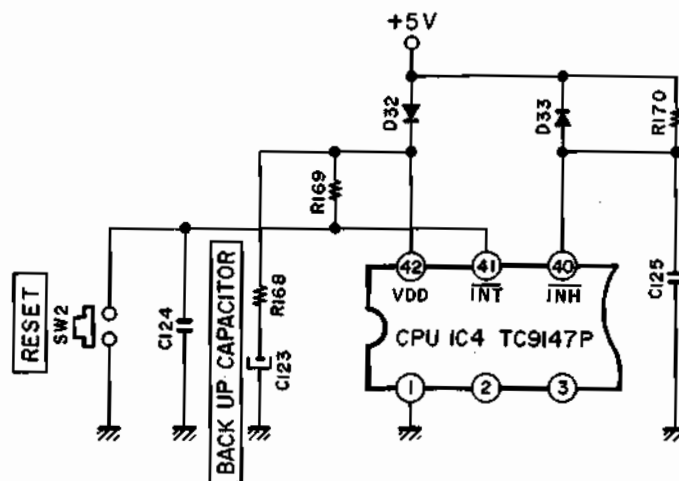 +5V
D32
D33
R170
R169
42
41
40
VDD
INT
INH
C125
RESET
SW2
C124
BACK UP CAPACITOR
R168
C123
CPU IC4 TC9147P
1
2
3